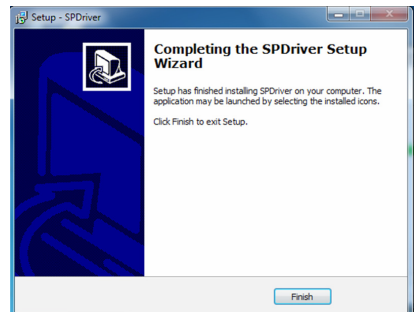 Setup - SPDriver
Completing the SPDriver Setup
Wizard
Setup has finished installing SPDriver on your computer. The
application may be launched by selecting the installed icons.
Click Finish to exit Setup.
Finish